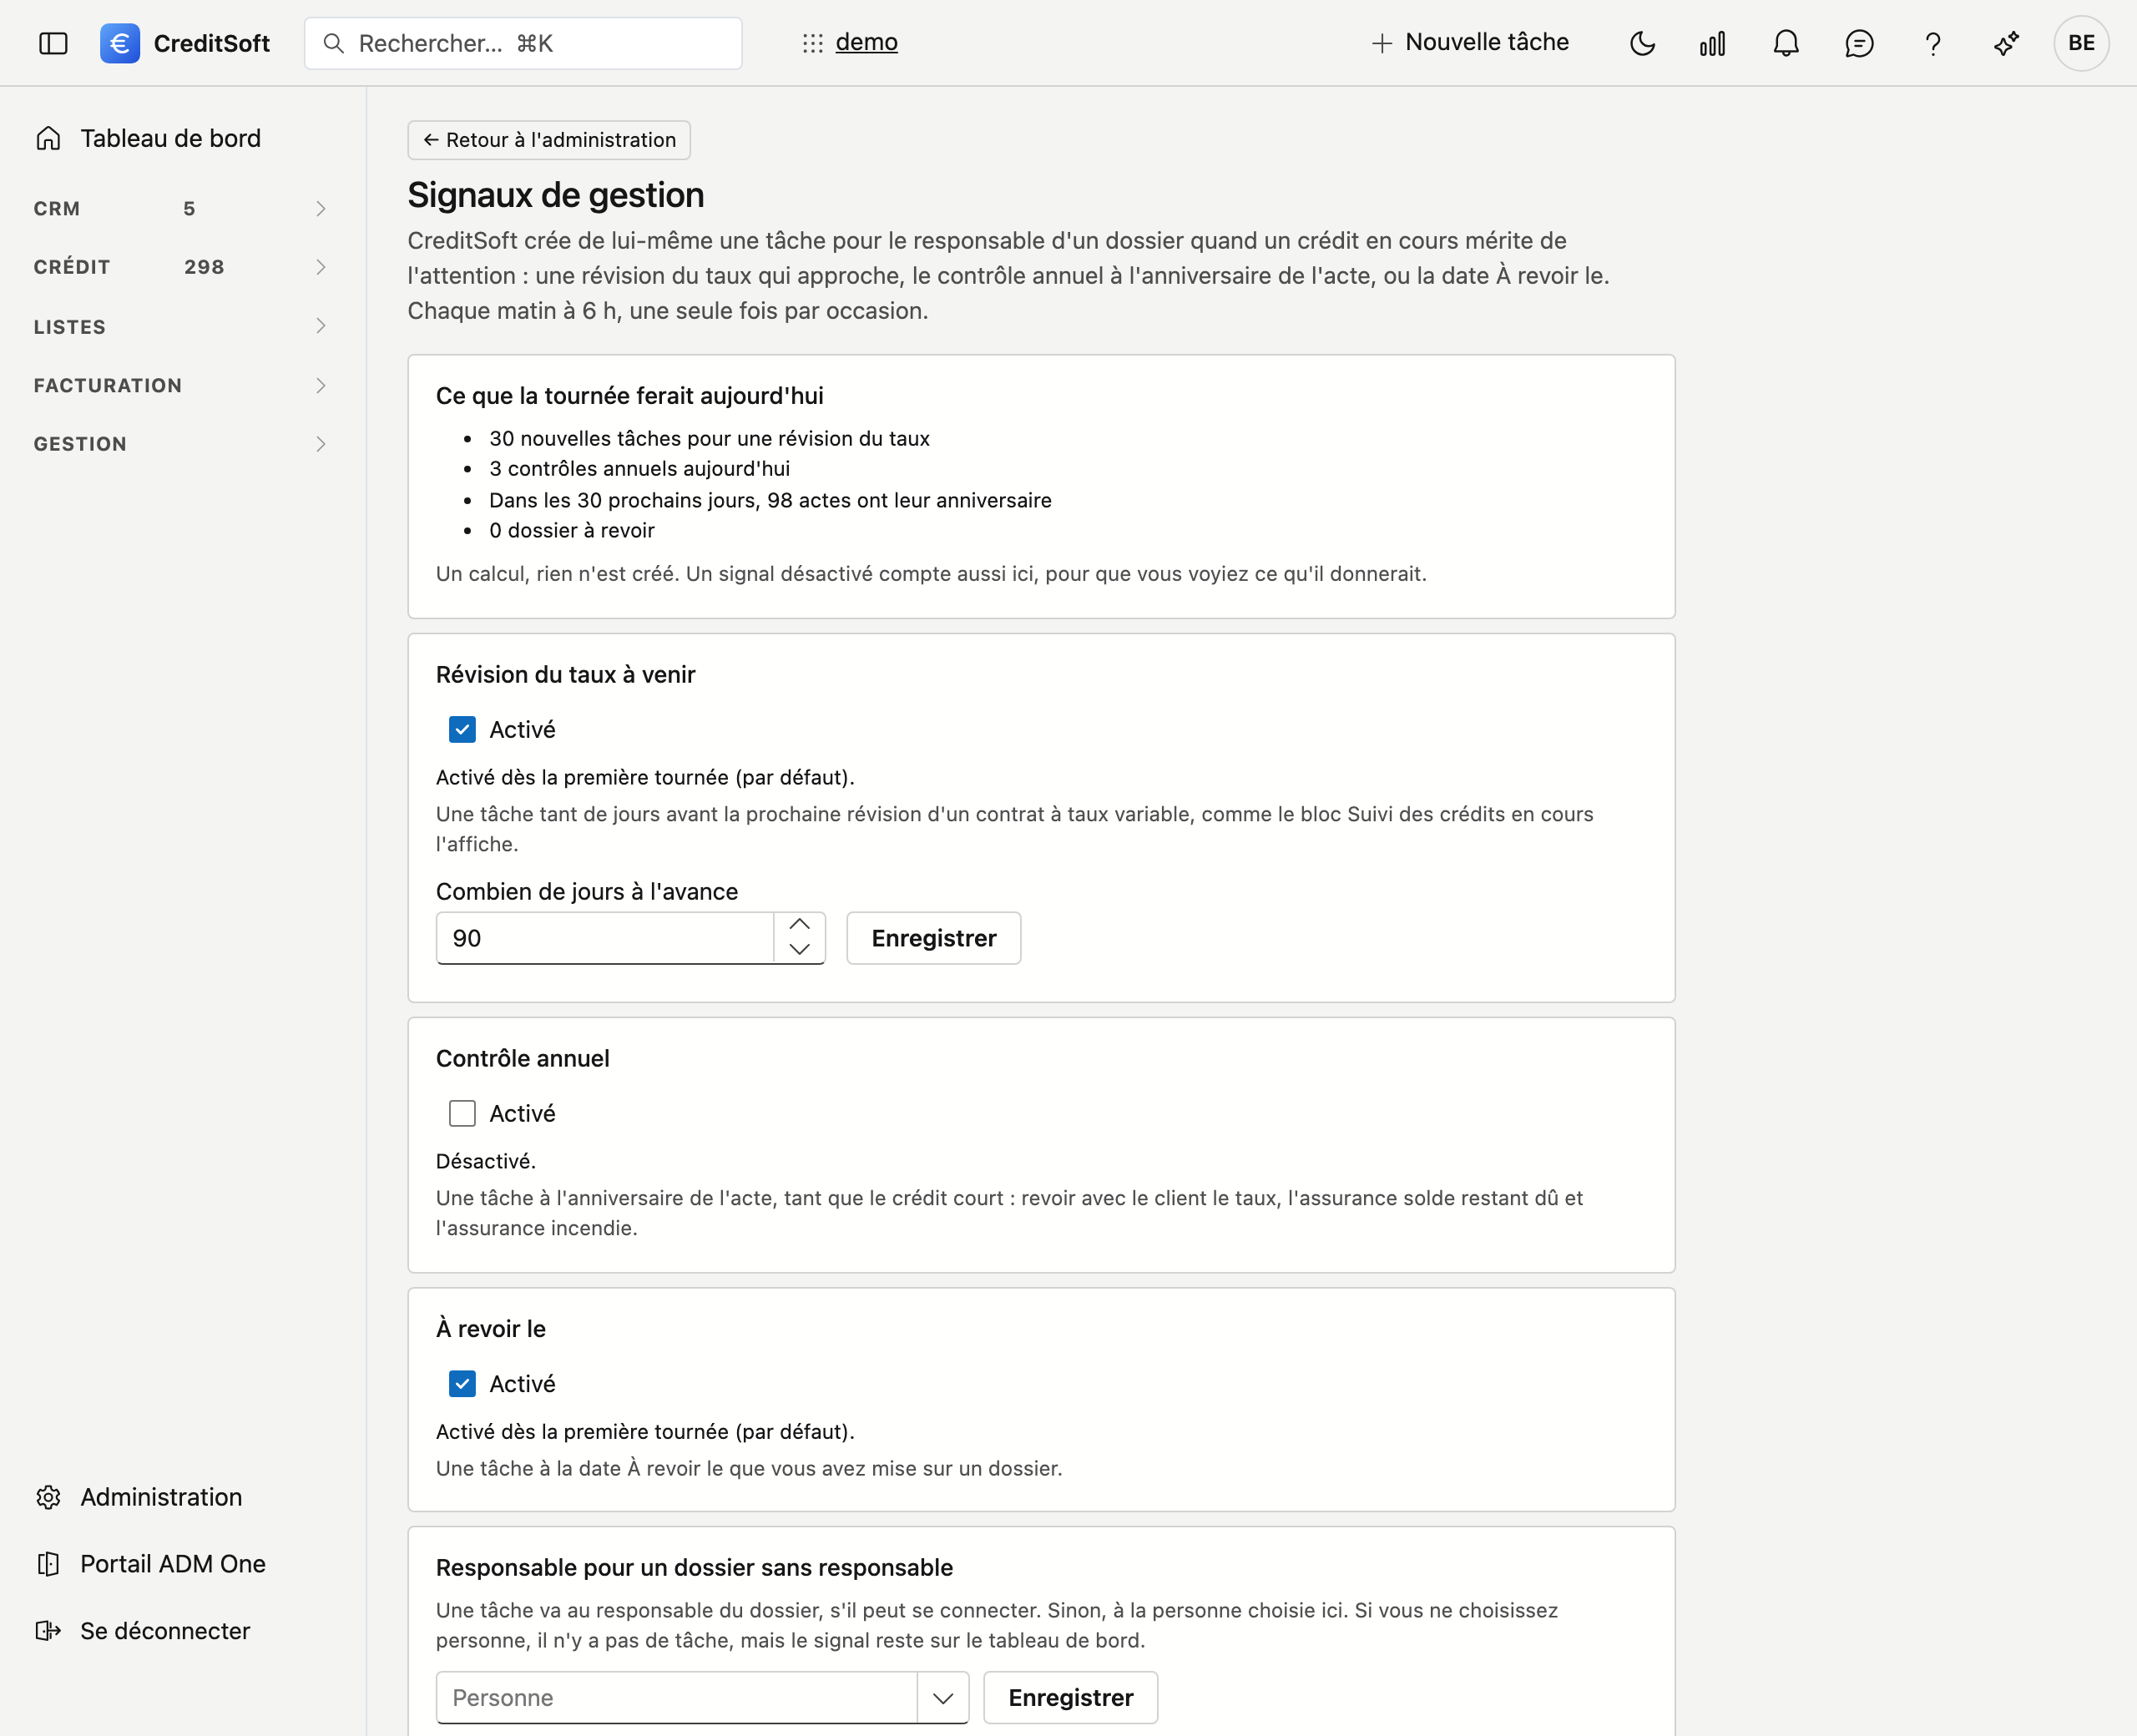 CreditSoft
Rechercher... ⌘K
demo
Nouvelle tâche
BE
Tableau de bord
CRM 5
CRÉDIT 298
LISTES
FACTURATION
GESTION
Administration
Portail ADM One
Se déconnecter
← Retour à l'administration
Signaux de gestion
CreditSoft crée de lui-même une tâche pour le responsable d'un dossier quand un crédit en cours mérite de
l'attention : une révision du taux qui approche, le contrôle annuel à l'anniversaire de l'acte, ou la date À revoir le.
Chaque matin à 6 h, une seule fois par occasion.
Ce que la tournée ferait aujourd'hui
• 30 nouvelles tâches pour une révision du taux
• 3 contrôles annuels aujourd'hui
• Dans les 30 prochains jours, 98 actes ont leur anniversaire
• 0 dossier à revoir
Un calcul, rien n'est créé. Un signal désactivé compte aussi ici, pour que vous voyiez ce qu'il donnerait.
Révision du taux à venir
Activé
Activé dès la première tournée (par défaut).
Une tâche tant de jours avant la prochaine révision d'un contrat à taux variable, comme le bloc Suivi des crédits en cours
l'affiche.
Combien de jours à l'avance
90
Enregistrer
Contrôle annuel
Activé
Désactivé.
Une tâche à l'anniversaire de l'acte, tant que le crédit court : revoir avec le client le taux, l'assurance solde restant dû et
l'assurance incendie.
À revoir le
Activé
Activé dès la première tournée (par défaut).
Une tâche à la date À revoir le que vous avez mise sur un dossier.
Responsable pour un dossier sans responsable
Une tâche va au responsable du dossier, s'il peut se connecter. Sinon, à la personne choisie ici. Si vous ne choisissez
personne, il n'y a pas de tâche, mais le signal reste sur le tableau de bord.
Personne
Enregistrer